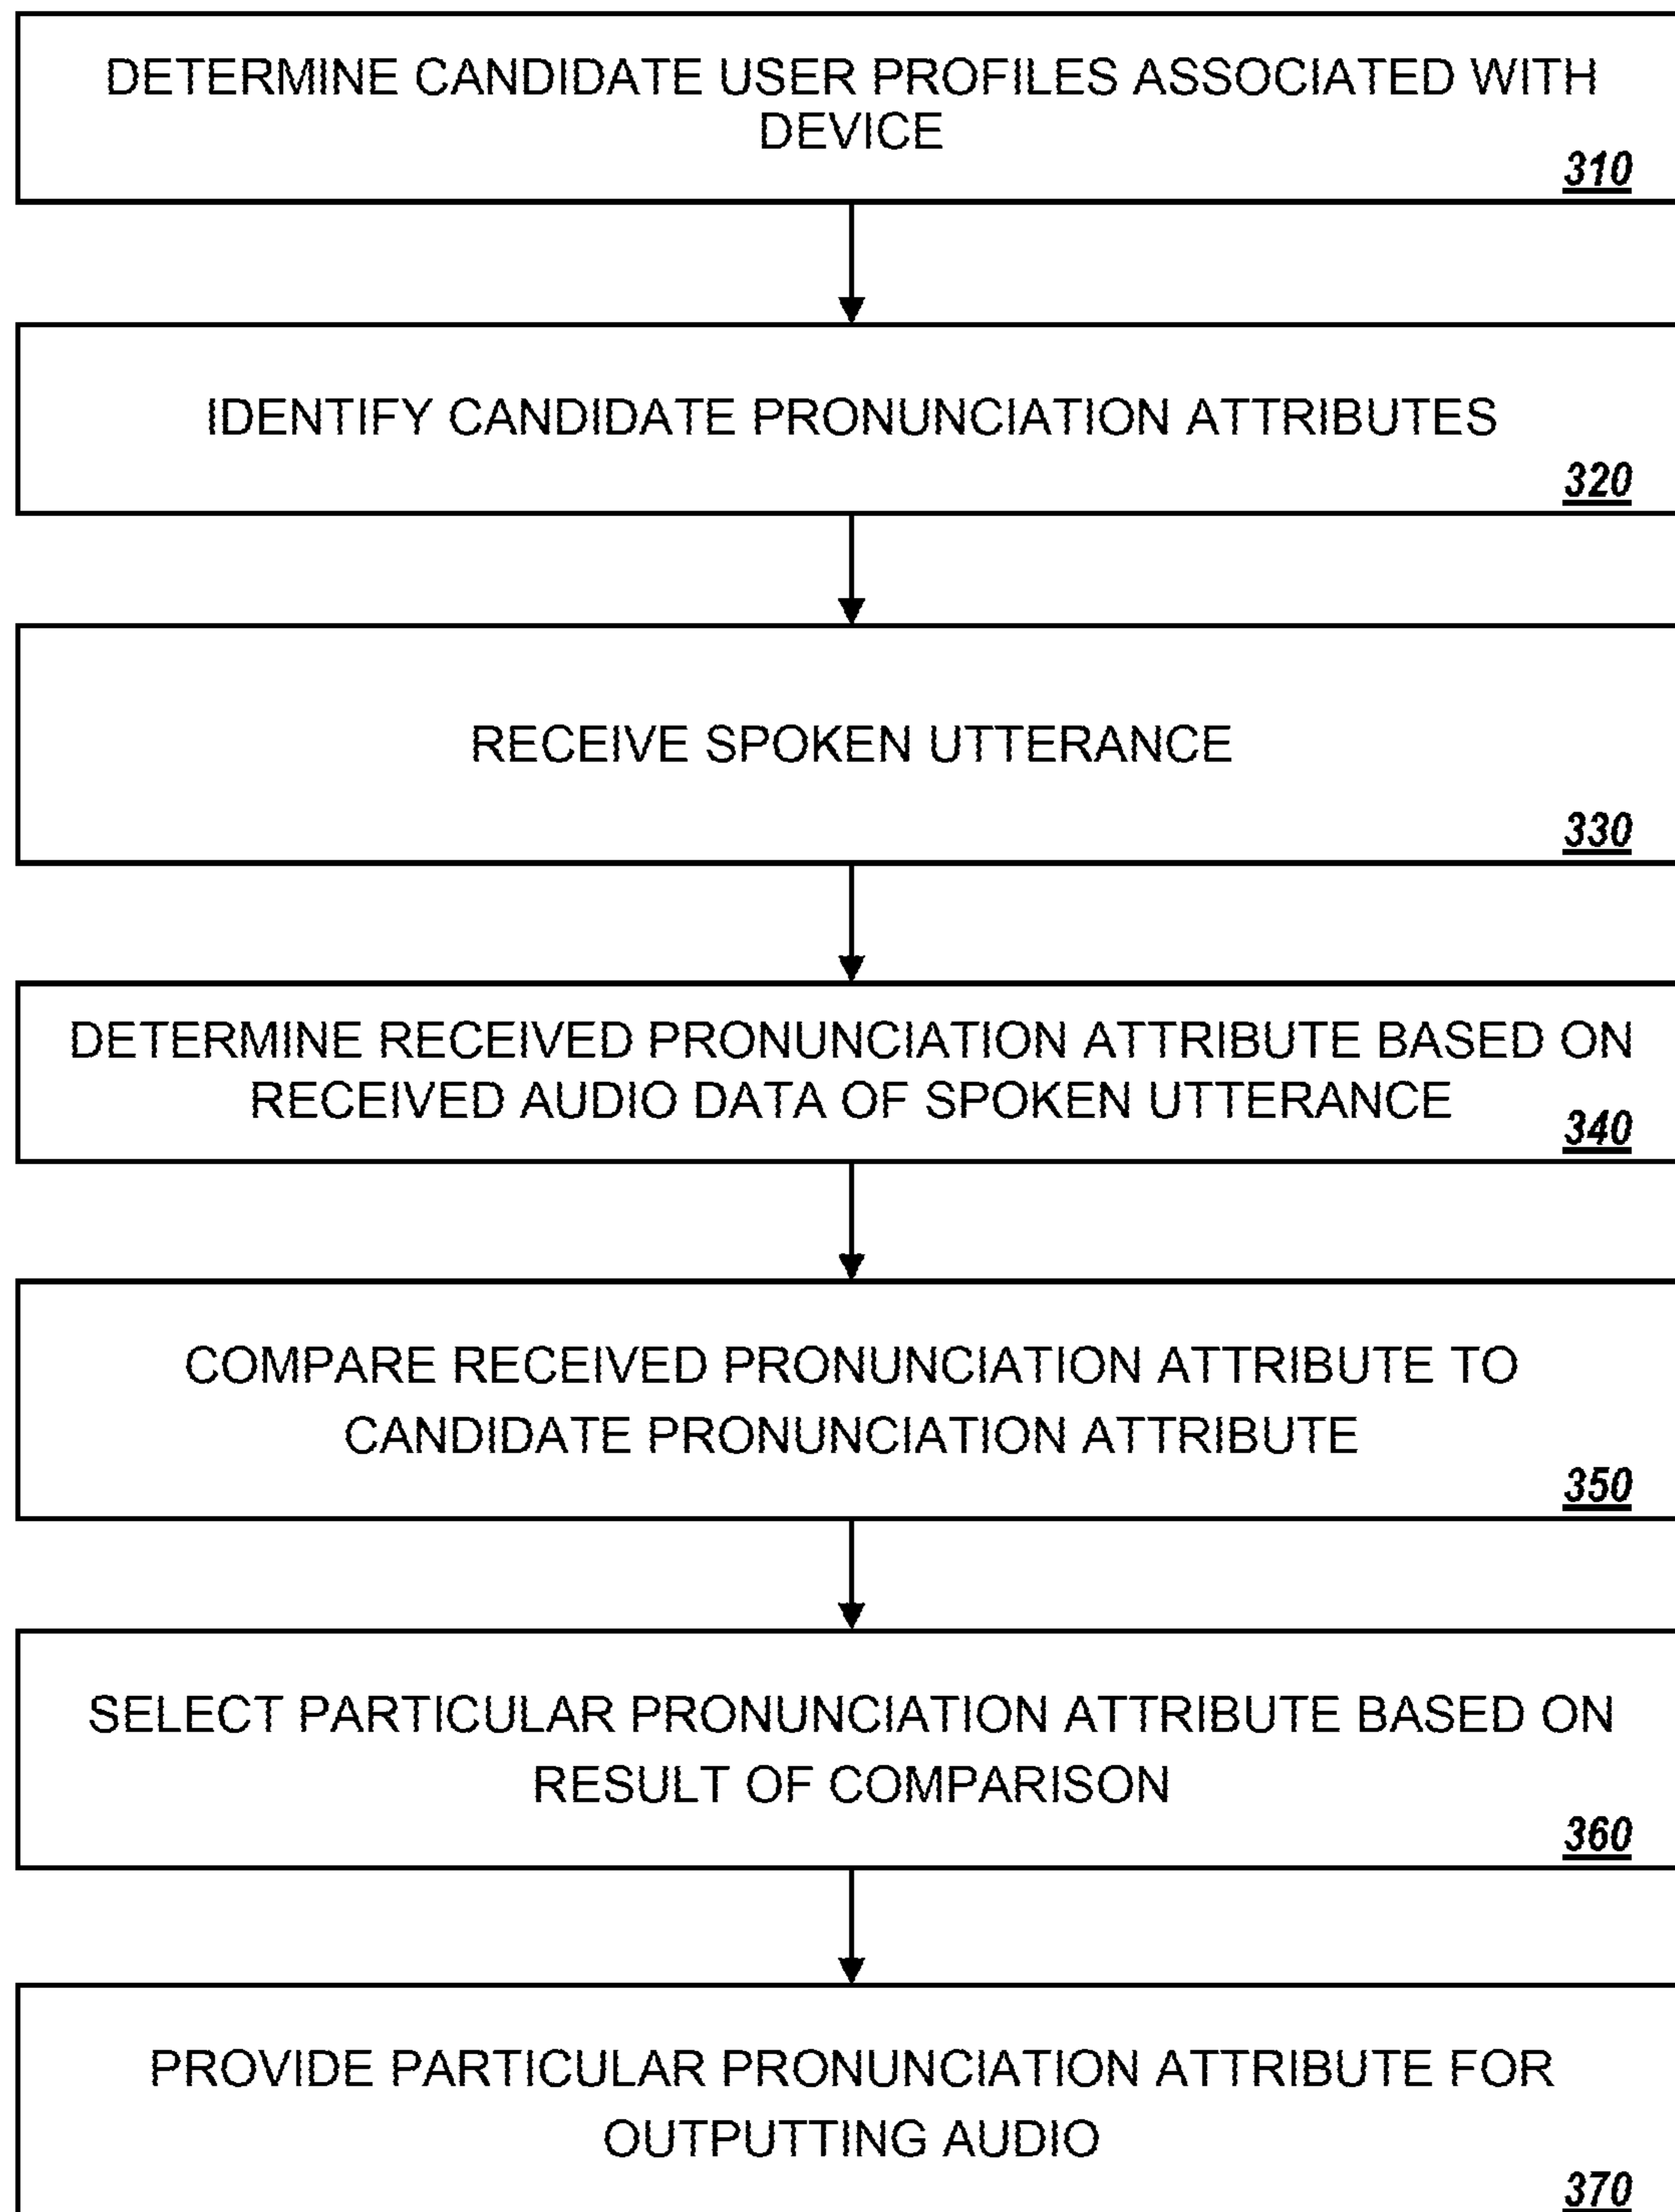 DETERMINE CANDIDATE USER PROFILES ASSOCIATED WITH
DEVICE
310
IDENTIFY CANDIDATE PRONUNCIATION ATTRIBUTES
320
RECEIVE SPOKEN UTTERANCE
330
DETERMINE RECEIVED PRONUNCIATION ATTRIBUTE BASED ON
RECEIVED AUDIO DATA OF SPOKEN UTTERANCE
340
COMPARE RECEIVED PRONUNCIATION ATTRIBUTE TO
CANDIDATE PRONUNCIATION ATTRIBUTE
350
SELECT PARTICULAR PRONUNCIATION ATTRIBUTE BASED ON
RESULT OF COMPARISON
360
PROVIDE PARTICULAR PRONUNCIATION ATTRIBUTE FOR
OUTPUTTING AUDIO
370